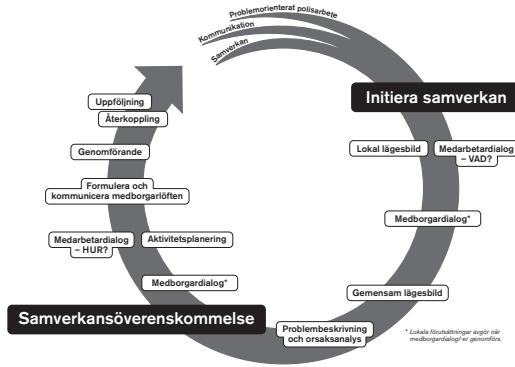 Problemorienterat polisarbete
Kommunikation
Samverkan
Initiera samverkan
Lokal lägesbild
Medarbetardialog
– VAD?
Medborgardialog*
Gemensam lägesbild
Problembeskrivning
och orsaksanalys
* Lokala förutsättningar avgör när
medborgardialog/-er genomförs.
Samverkansöverenskommelse
Medborgardialog*
Medarbetardialog
– HUR?
Aktivitetsplanering
Formulera och
kommunicera medborgarlöften
Genomförande
Återkoppling
Uppföljning